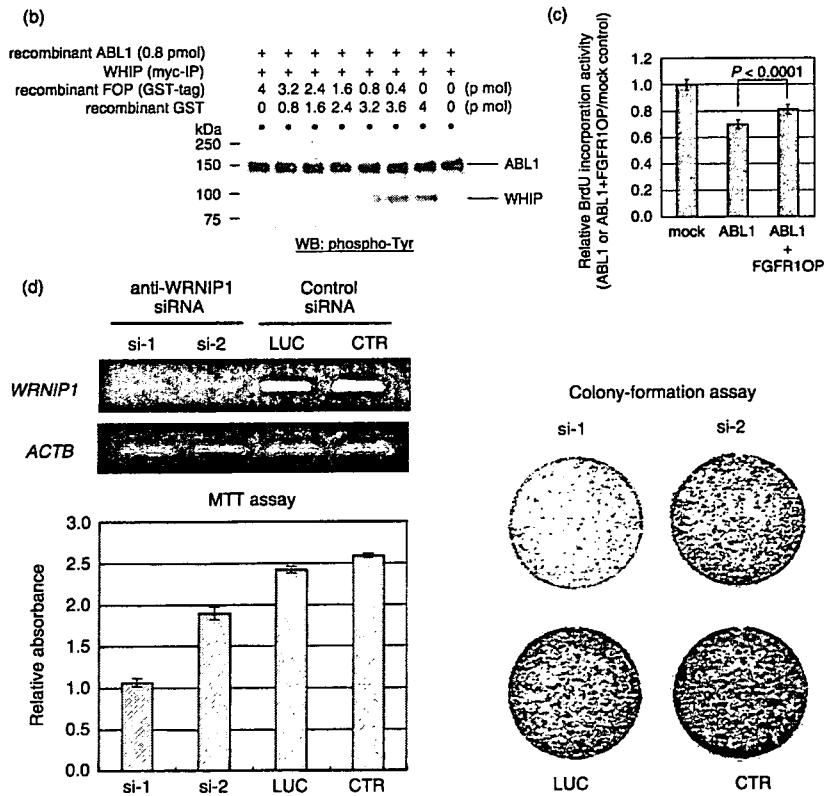 (b)
recombinant ABL1 (0.8 pmol) + + + + + + + +
WHIP (myc-IP) + + + + + + + +
recombinant FOP (GST-tag) 4 3.2 2.4 1.6 0.8 0.4 0 0 (p mol)
recombinant GST 0 0.8 1.6 2.4 3.2 3.6 4 0 (p mol)
kDa
250
150
100
75
ABL1
WHIP
WB: phospho-Tyr
(c)
Relative BrdU incorporation activity
(ABL1 or ABL1+FGFR1OP/mock control)
1.2
1.0
0.8
0.6
0.4
0.2
0.0
P < 0.0001
mock ABL1 ABL1
+
FGFR1OP
(d)
anti-WRNIP1
siRNA
Control
siRNA
si-1 si-2 LUC CTR
WRNIP1
ACTB
MTT assay
Relative absorbance
3.0
2.5
2.0
1.5
1.0
0.5
0.0
si-1 si-2 LUC CTR
Colony-formation assay
si-1 si-2
LUC CTR